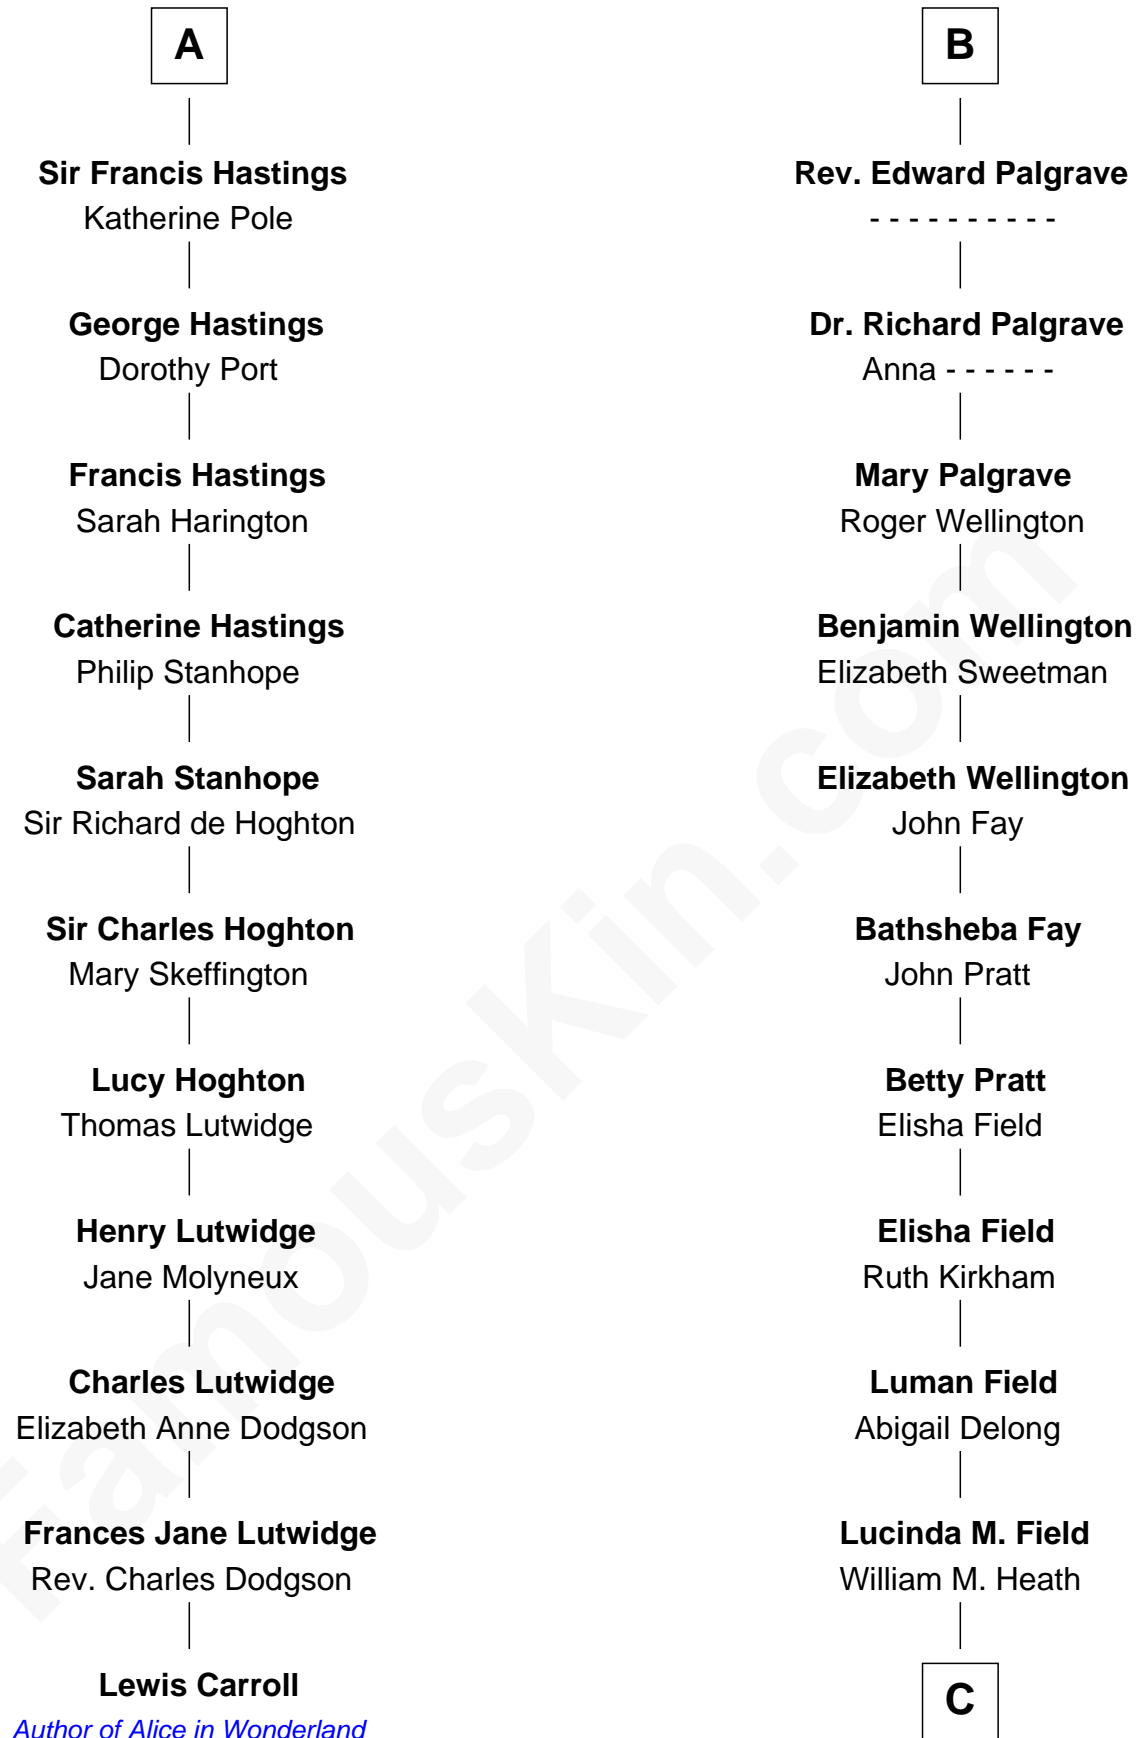 A
Sir Francis Hastings
Katherine Pole
George Hastings
Dorothy Port
Francis Hastings
Sarah Harington
Catherine Hastings
Philip Stanhope
Sarah Stanhope
Sir Richard de Hoghton
Sir Charles Hoghton
Mary Skeffington
Lucy Hoghton
Thomas Lutwidge
Henry Lutwidge
Jane Molyneux
Charles Lutwidge
Elizabeth Anne Dodgson
Frances Jane Lutwidge
Rev. Charles Dodgson
Lewis Carroll
Author of Alice in Wonderland
B
Rev. Edward Palgrave
- - - - - - - - - -
Dr. Richard Palgrave
Anna - - - - - -
Mary Palgrave
Roger Wellington
Benjamin Wellington
Elizabeth Sweetman
Elizabeth Wellington
John Fay
Bathsheba Fay
John Pratt
Betty Pratt
Elisha Field
Elisha Field
Ruth Kirkham
Luman Field
Abigail Delong
Lucinda M. Field
William M. Heath
C
FamousKin.com